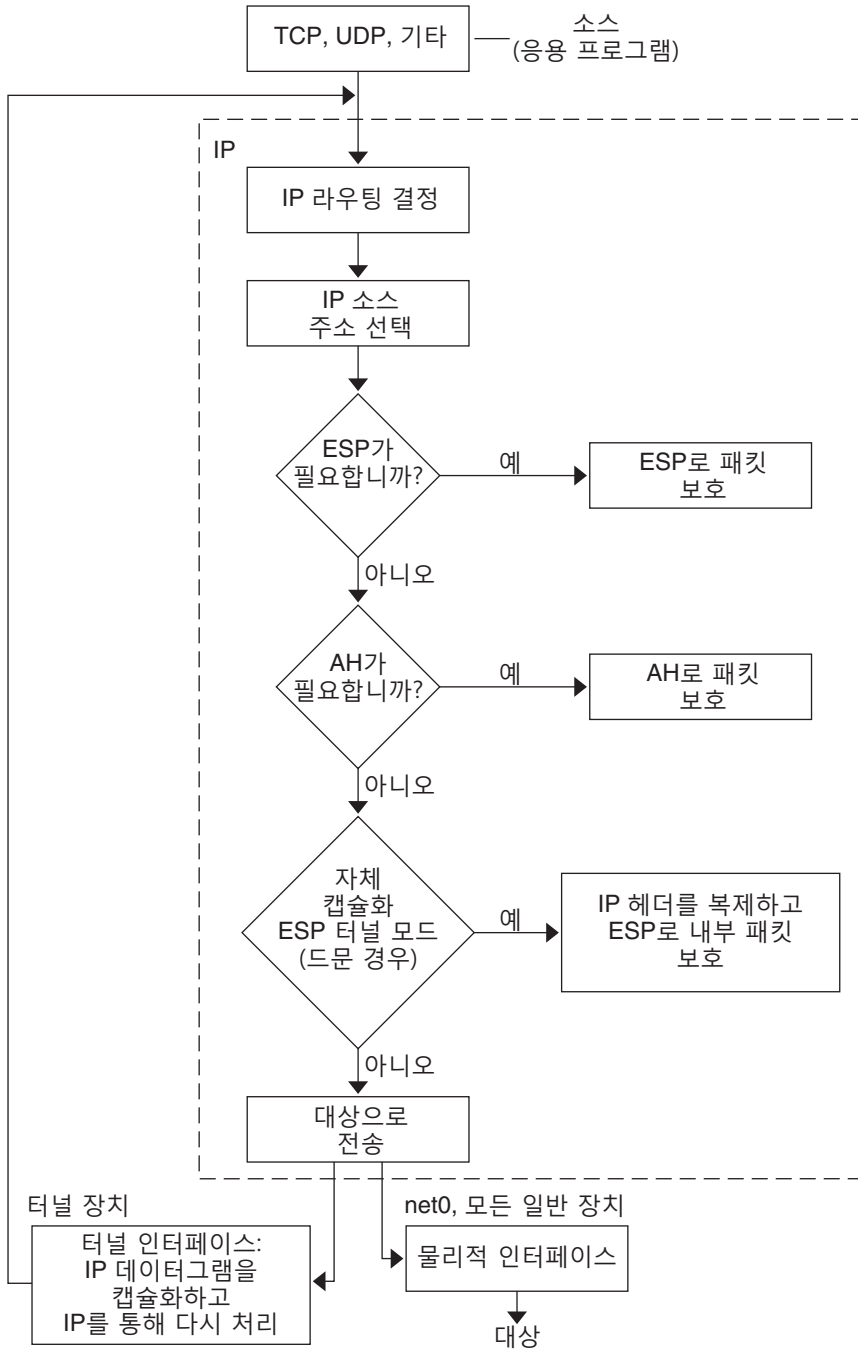 TCP, UDP, 기타
소스
(응용 프로그램)
IP
IP 라우팅 결정
IP 소스
주소 선택
ESP가
필요합니까?
예
ESP로 패킷
보호
아니오
AH가
필요합니까?
예
AH로 패킷
보호
아니오
자체
캡슐화
ESP 터널 모드
(드문 경우)
예
IP 헤더를 복제하고
ESP로 내부 패킷
보호
아니오
대상으로
전송
터널 장치
터널 인터페이스:
IP 데이터그램을
캡슐화하고
IP를 통해 다시 처리
net0, 모든 일반 장치
물리적 인터페이스
대상